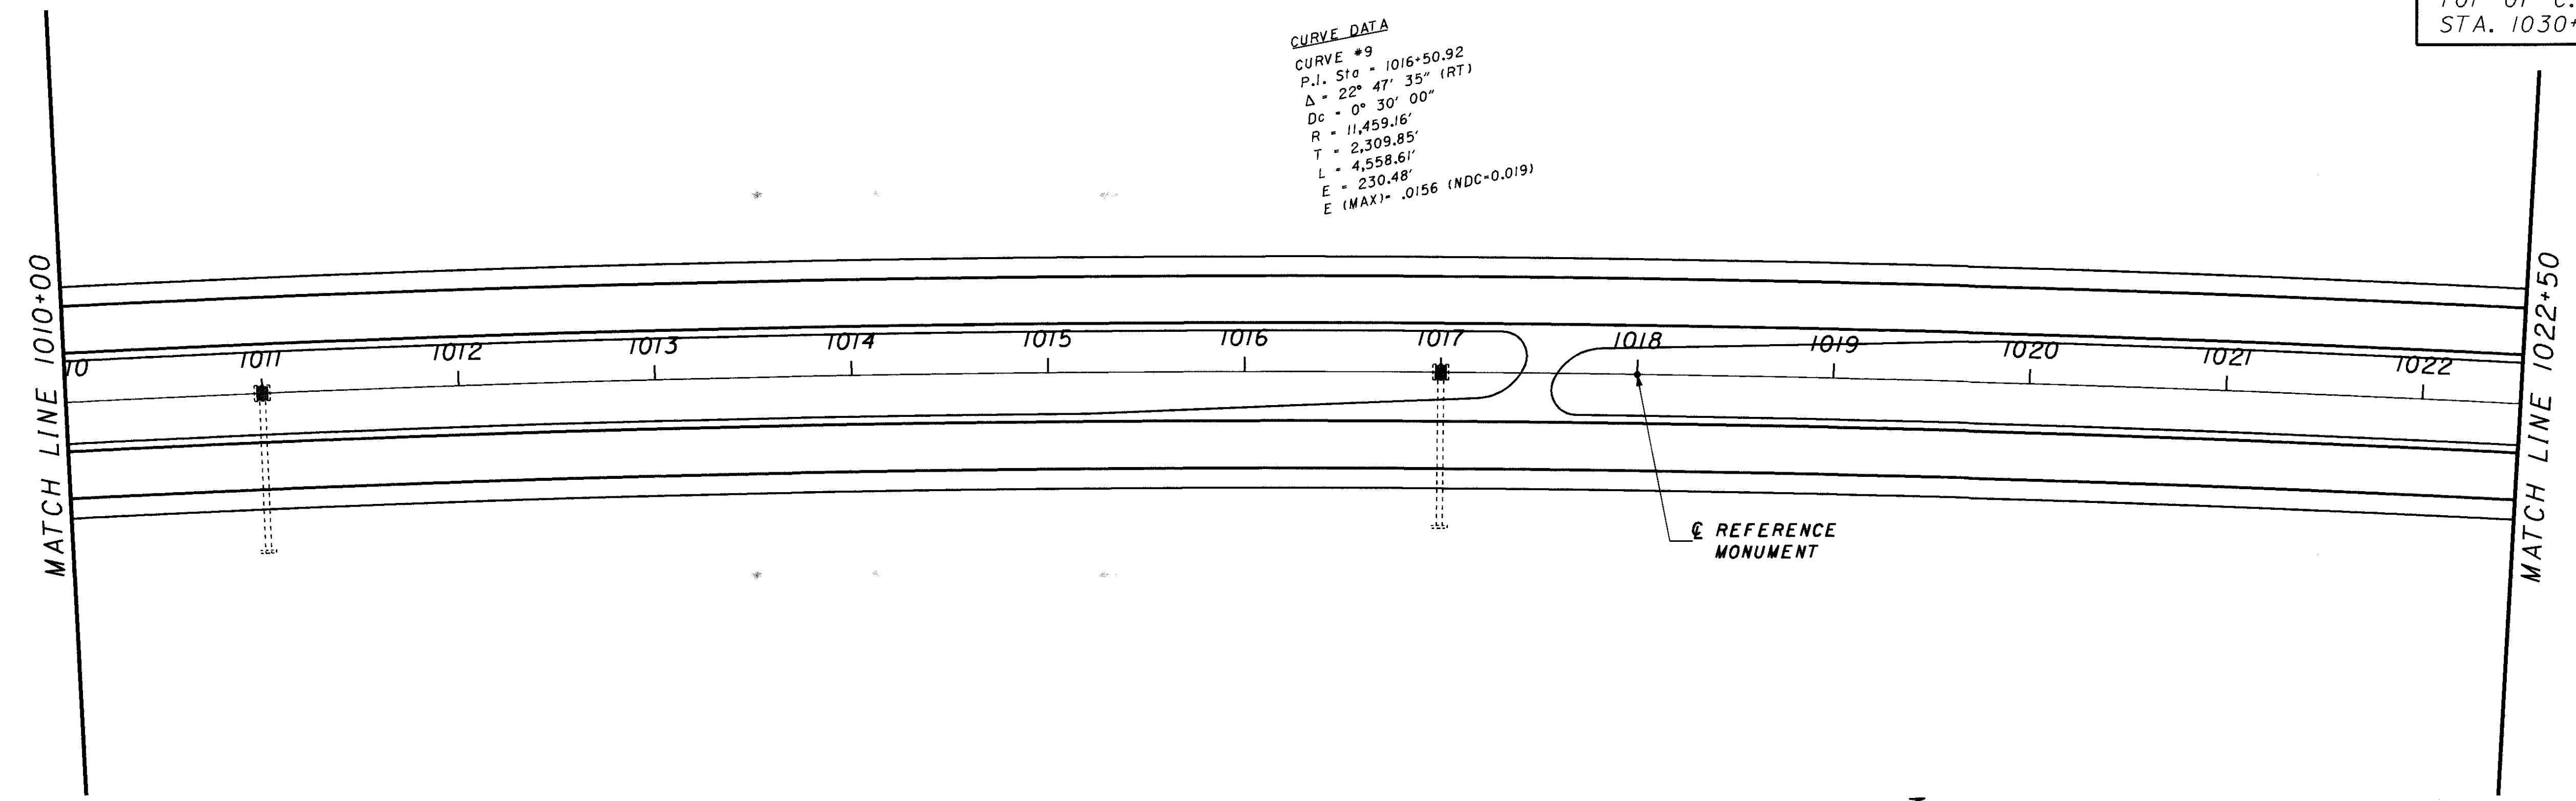 STA. 1030+
CURVE DATA
CURVE #9
P.I. Sta = 1016+50.92
Δ = 22° 47' 35" (RT)
Dc = 0° 30' 00"
R = 11,459.16'
T = 2,309.85'
L = 4,558.61'
E = 230.48'
E (MAX)= .0156 (NDC=0.019)
MATCH LINE 1010+00
10 1011 1012 1013 1014 1015 1016 1017 1018 1019 1020 1021 1022
MATCH LINE 1022+50
℄ REFERENCE
MONUMENT